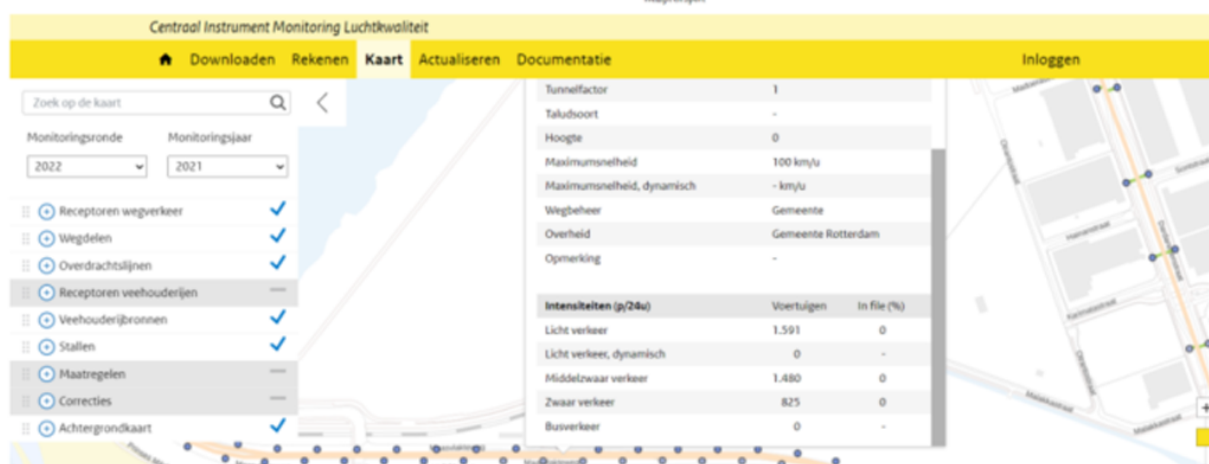 Centraal Instrument Monitoring Luchtkwaliteit
Downloaden Rekenen Kaart Actualiseren Documentatie Inloggen
Zoek op de kaart
Monitoringsronde Monitoringsjaar
2022 2021
Receptoren wegverkeer
Wegdelen
Overdrachtslijnen
Receptoren veehouderijen
Veehouderijbronnen
Stallen
Maatregelen
Correcties
Achtergrondkaart
Tunnelfactor 1
Taludsoort -
Hoogte 0
Maximumsnelheid 100 km/u
Maximumsnelheid, dynamisch - km/u
Wegbeheer Gemeente
Overheid Gemeente Rotterdam
Opmerking -
Intensiteiten (p/24u) Voertuigen In file (%)
Licht verkeer 1.591 0
Licht verkeer, dynamisch 0 -
Middelzwaar verkeer 1.480 0
Zwaar verkeer 825 0
Busverkeer 0 -
Malakkastraat